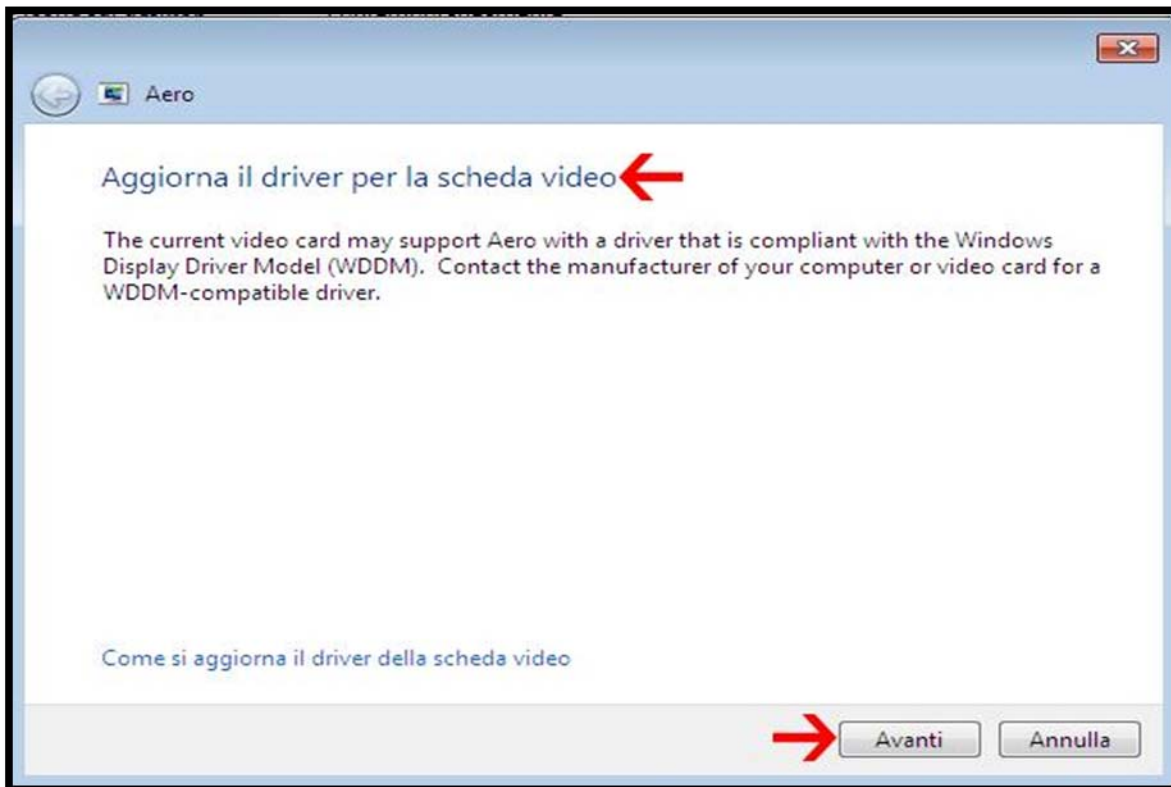 Aero
Aggiorna il driver per la scheda video
The current video card may support Aero with a driver that is compliant with the Windows
Display Driver Model (WDDM). Contact the manufacturer of your computer or video card for a
WDDM-compatible driver.
Come si aggiorna il driver della scheda video
Avanti
Annulla